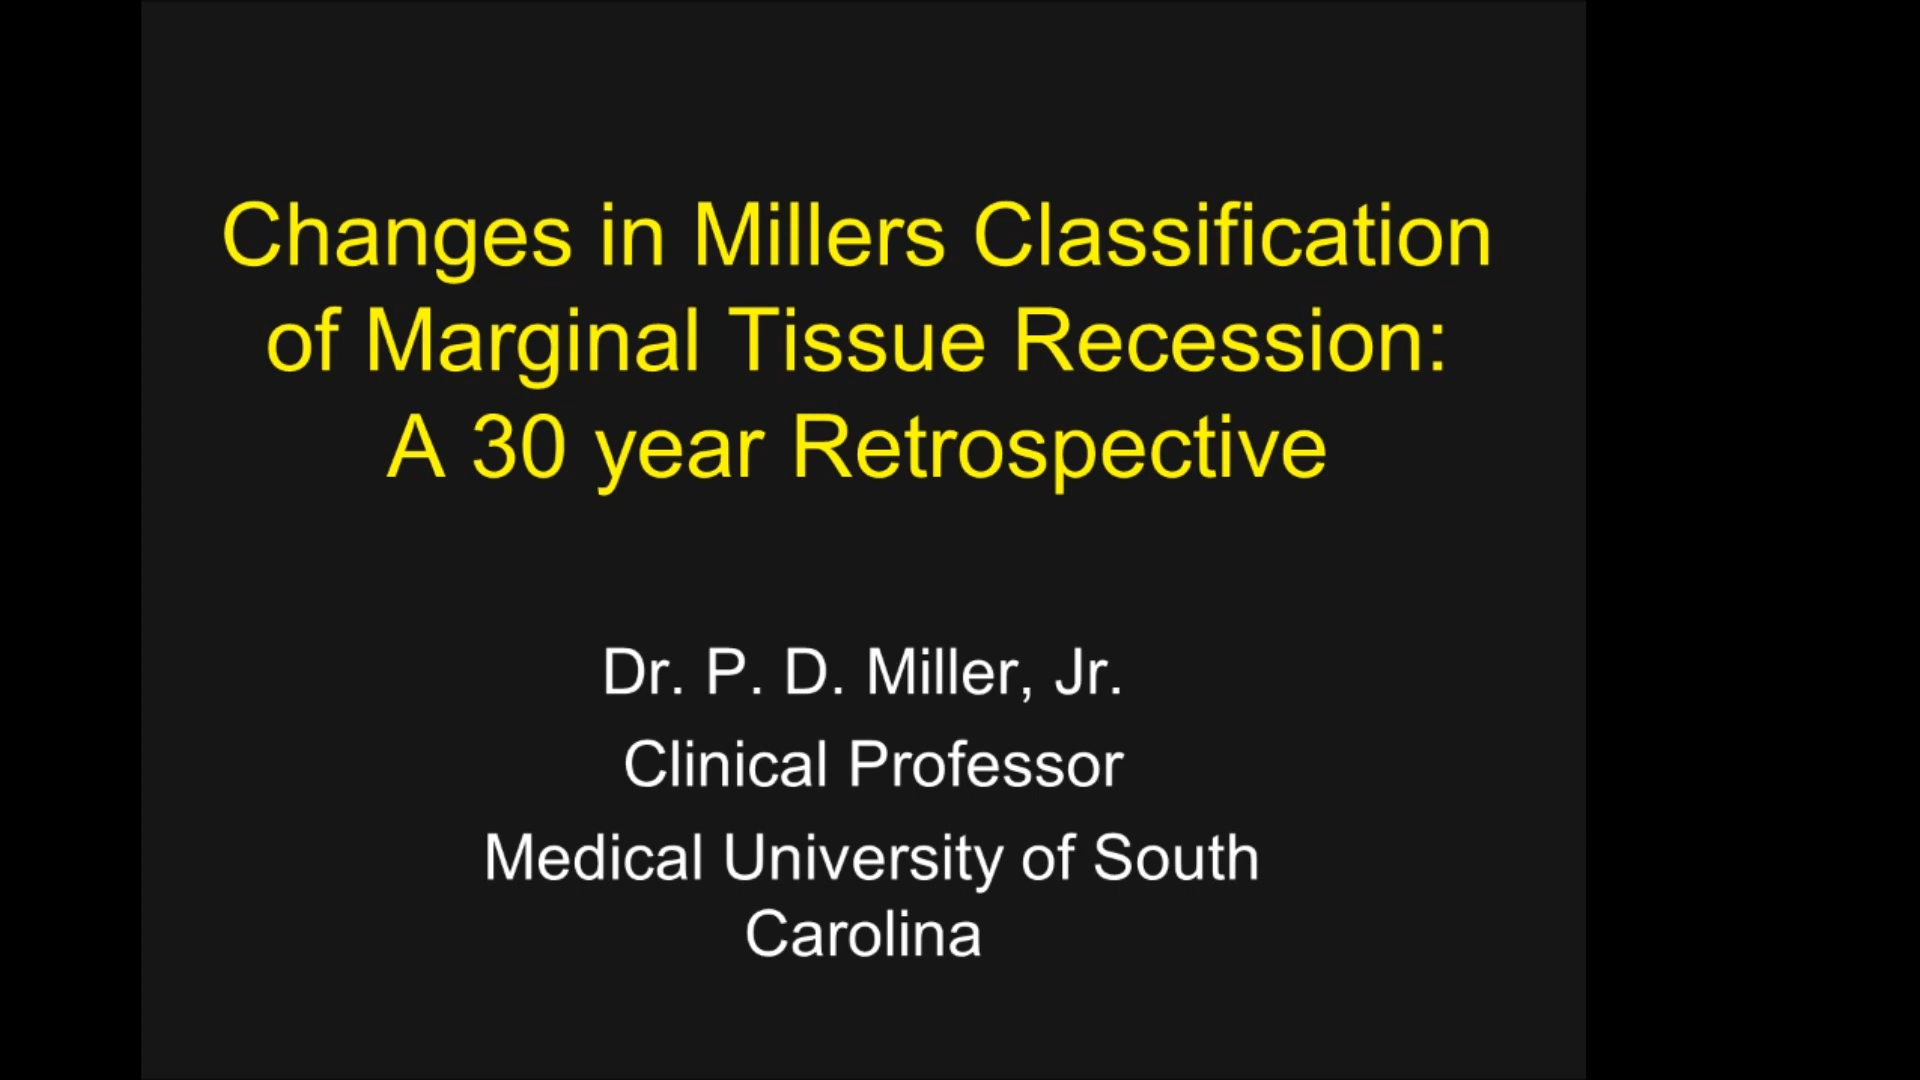 Changes in Millers Classification
of Marginal Tissue Recession:
A 30 year Retrospective
Dr. P. D. Miller, Jr.
Clinical Professor
Medical University of South
Carolina